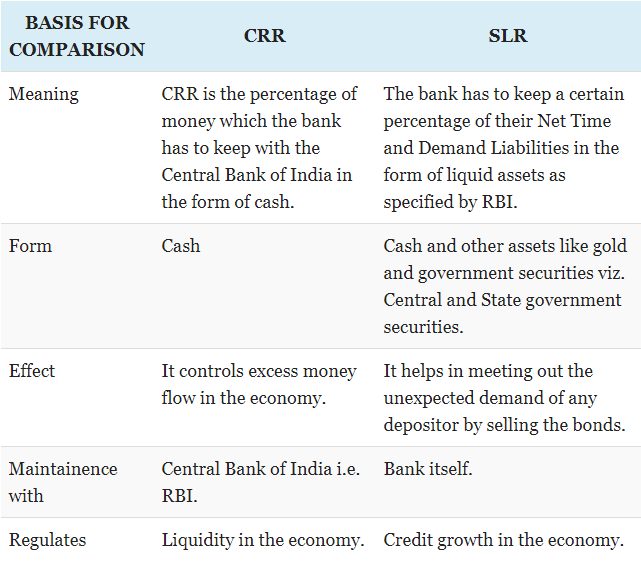 BASIS FOR
COMPARISON
CRR
SLR
Meaning
CRR is the percentage of
money which the bank
has to keep with the
Central Bank of India in
the form of cash.
The bank has to keep a certain
percentage of their Net Time
and Demand Liabilities in the
form of liquid assets as
specified by RBI.
Form
Cash
Cash and other assets like gold
and government securities viz.
Central and State government
securities.
Effect
It controls excess money
flow in the economy.
It helps in meeting out the
unexpected demand of any
depositor by selling the bonds.
Maintainence
with
Central Bank of India i.e.
RBI.
Bank itself.
Regulates
Liquidity in the economy.
Credit growth in the economy.